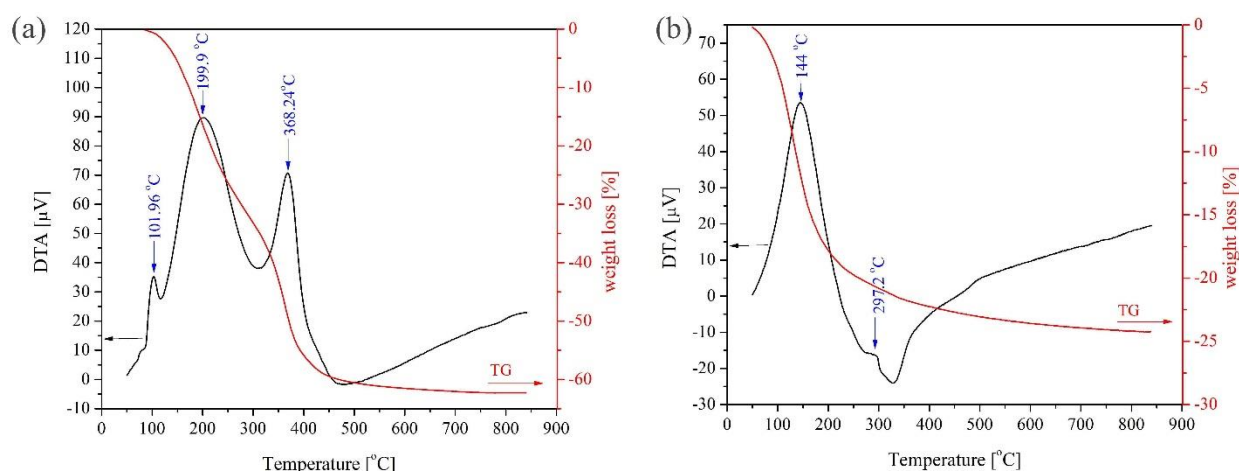 (a)
120
110
100
90
80
70
60
50
40
30
20
10
0
-10
DTA [µV]
101.96 °C
199.9 °C
368.24°C
TG
0
-10
-20
-30
-40
-50
-60
weight loss [%]
0 100 200 300 400 500 600 700 800 900
Temperature [°C]
(b)
70
60
50
40
30
20
10
0
-10
-20
-30
DTA [µV]
144 °C
297.2 °C
TG
0
-5
-10
-15
-20
-25
-30
weight loss [%]
0 100 200 300 400 500 600 700 800 900
Temperature [°C]